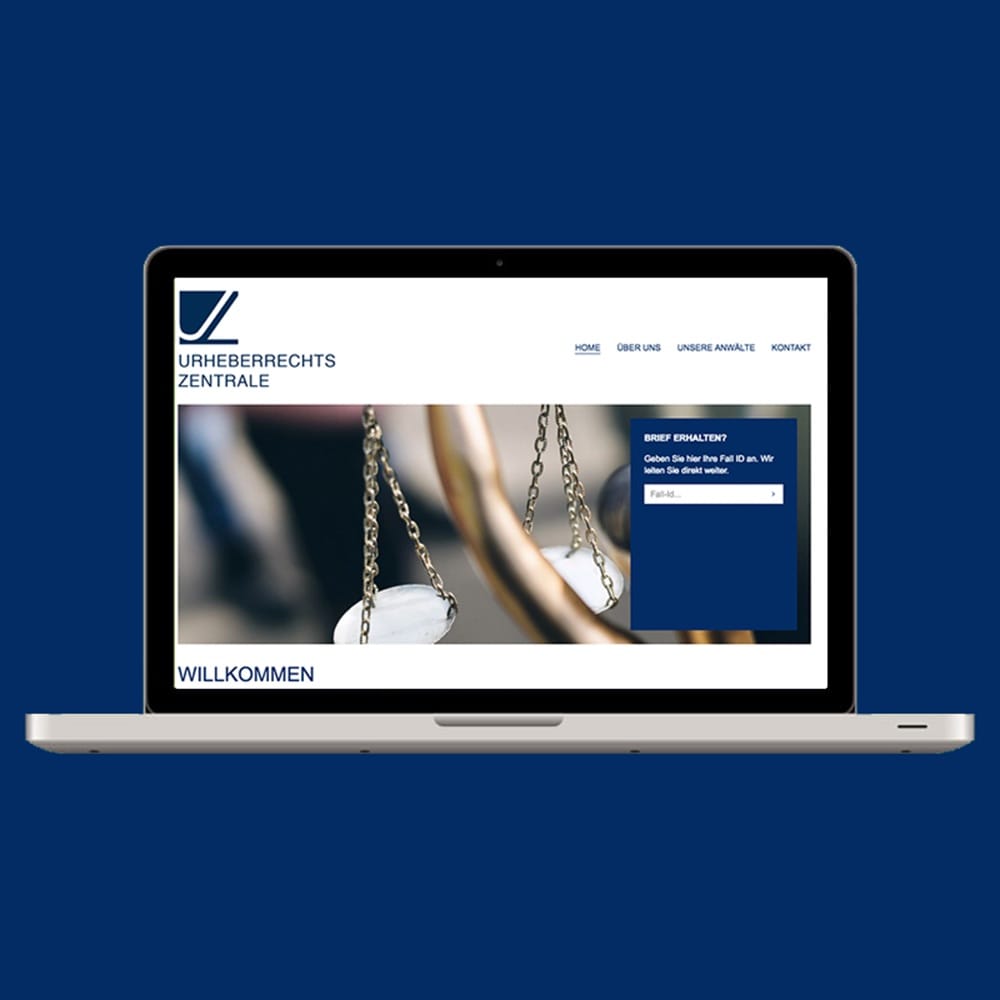 URHEBERRECHTS
ZENTRALE
HOME ÜBER UNS UNSERE ANWÄLTE KONTAKT
BRIEF ERHALTEN?
Geben Sie hier Ihre Fall ID an. Wir
leiten Sie direkt weiter.
Fall-Id... ›
WILLKOMMEN